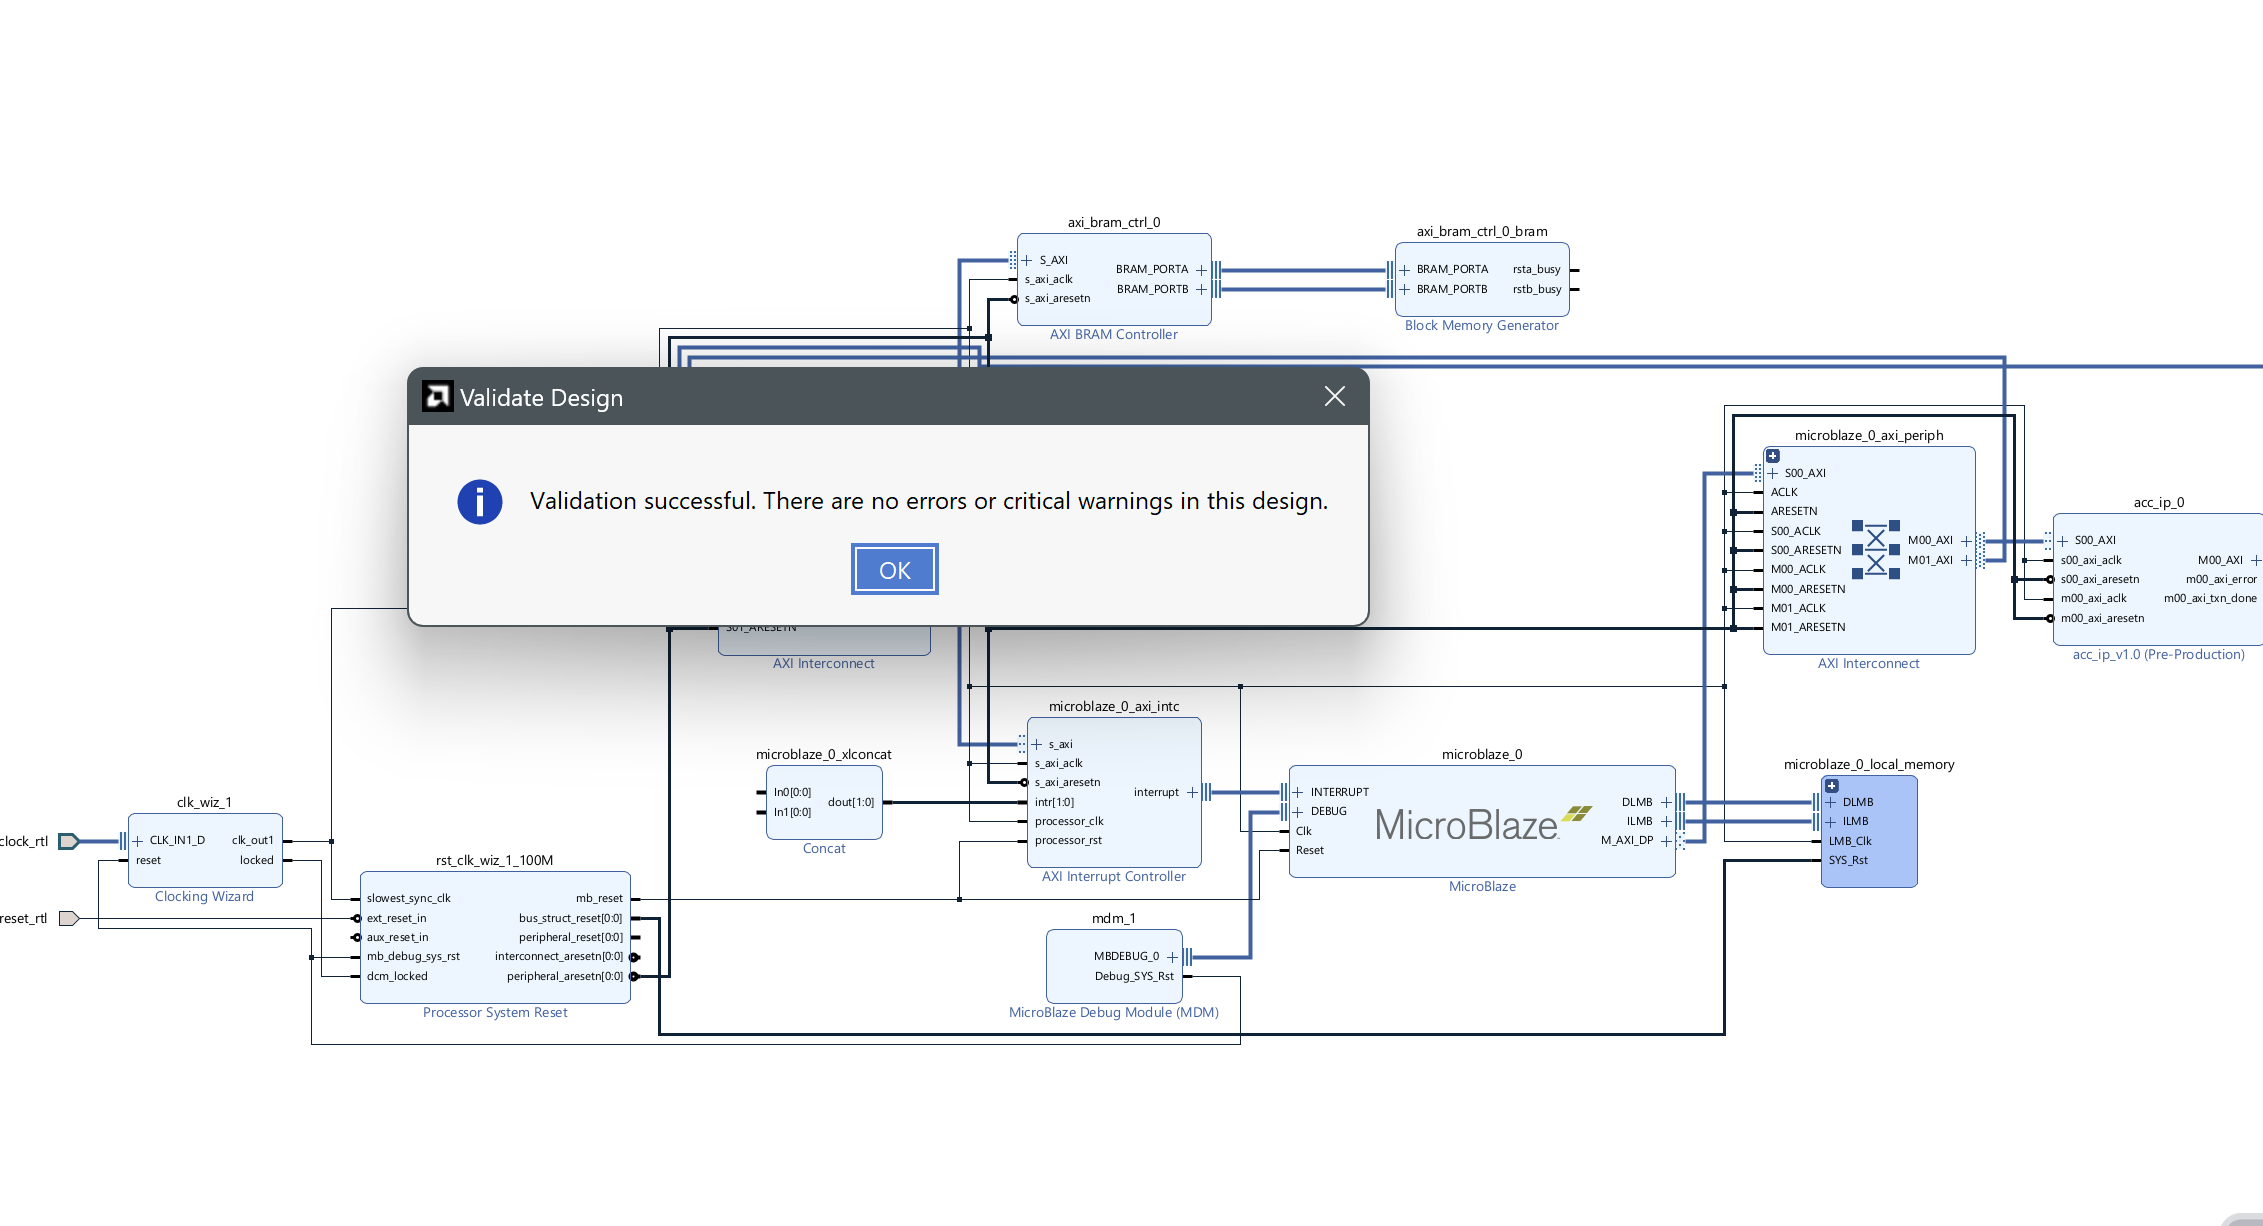 axi_bram_ctrl_0
S_AXI
s_axi_aclk
s_axi_aresetn
BRAM_PORTA
BRAM_PORTB
AXI BRAM Controller
axi_bram_ctrl_0_bram
BRAM_PORTA
BRAM_PORTB
rsta_busy
rstb_busy
Block Memory Generator
Validate Design
Validation successful. There are no errors or critical warnings in this design.
OK
S01_ARESETN
AXI Interconnect
microblaze_0_axi_periph
S00_AXI
ACLK
ARESETN
S00_ACLK
S00_ARESETN
M00_ACLK
M00_ARESETN
M01_ACLK
M01_ARESETN
M00_AXI
M01_AXI
AXI Interconnect
acc_ip_0
S00_AXI
s00_axi_aclk
s00_axi_aresetn
m00_axi_aclk
m00_axi_aresetn
M00_AXI
m00_axi_error
m00_axi_txn_done
acc_ip_v1.0 (Pre-Production)
microblaze_0_axi_intc
s_axi
s_axi_aclk
s_axi_aresetn
intr[1:0]
processor_clk
processor_rst
interrupt
AXI Interrupt Controller
microblaze_0_xlconcat
In0[0:0]
In1[0:0]
dout[1:0]
Concat
microblaze_0
INTERRUPT
DEBUG
Clk
Reset
MicroBlaze
DLMB
ILMB
M_AXI_DP
MicroBlaze
microblaze_0_local_memory
DLMB
ILMB
LMB_Clk
SYS_Rst
clock_rtl
reset_rtl
clk_wiz_1
CLK_IN1_D
reset
clk_out1
locked
Clocking Wizard
rst_clk_wiz_1_100M
slowest_sync_clk
ext_reset_in
aux_reset_in
mb_debug_sys_rst
dcm_locked
mb_reset
bus_struct_reset[0:0]
peripheral_reset[0:0]
interconnect_aresetn[0:0]
peripheral_aresetn[0:0]
Processor System Reset
mdm_1
MBDEBUG_0
Debug_SYS_Rst
MicroBlaze Debug Module (MDM)